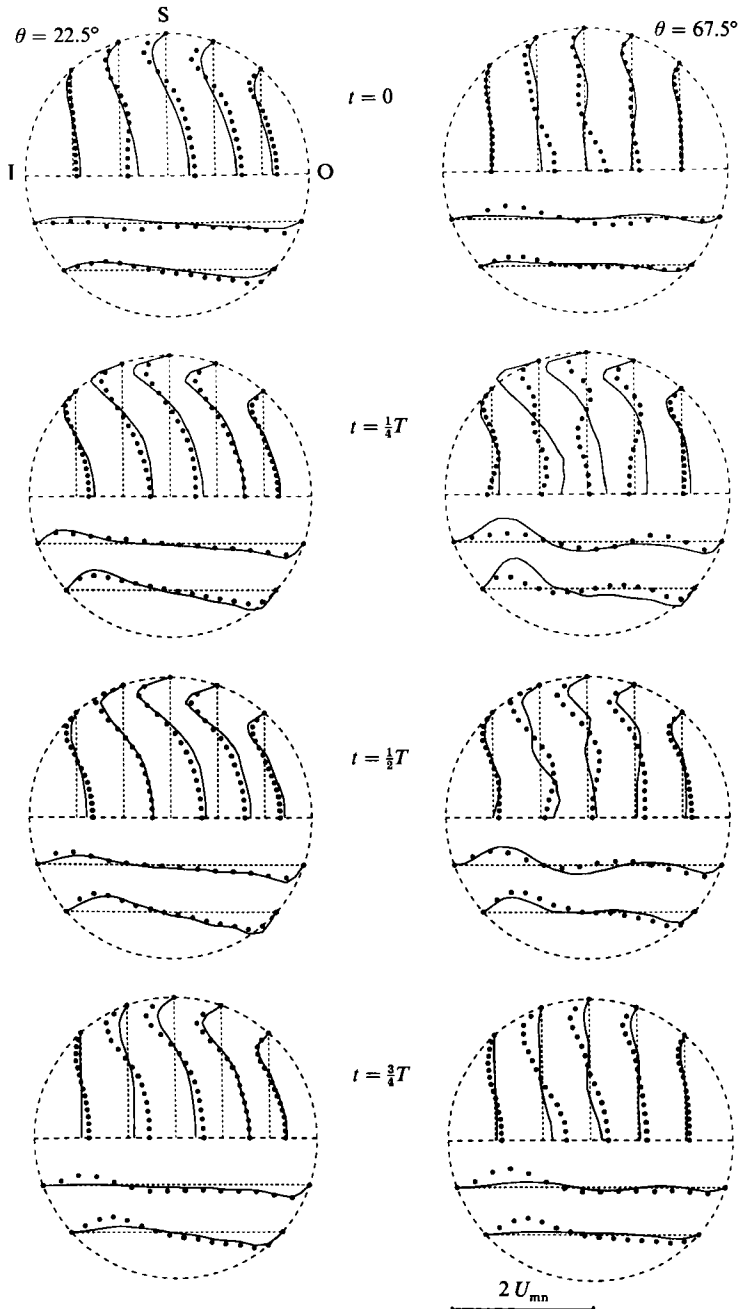 S
θ = 22.5°
θ = 67.5°
t = 0
I
O
t = ¼T
t = ½T
t = ¾T
2 U_mn